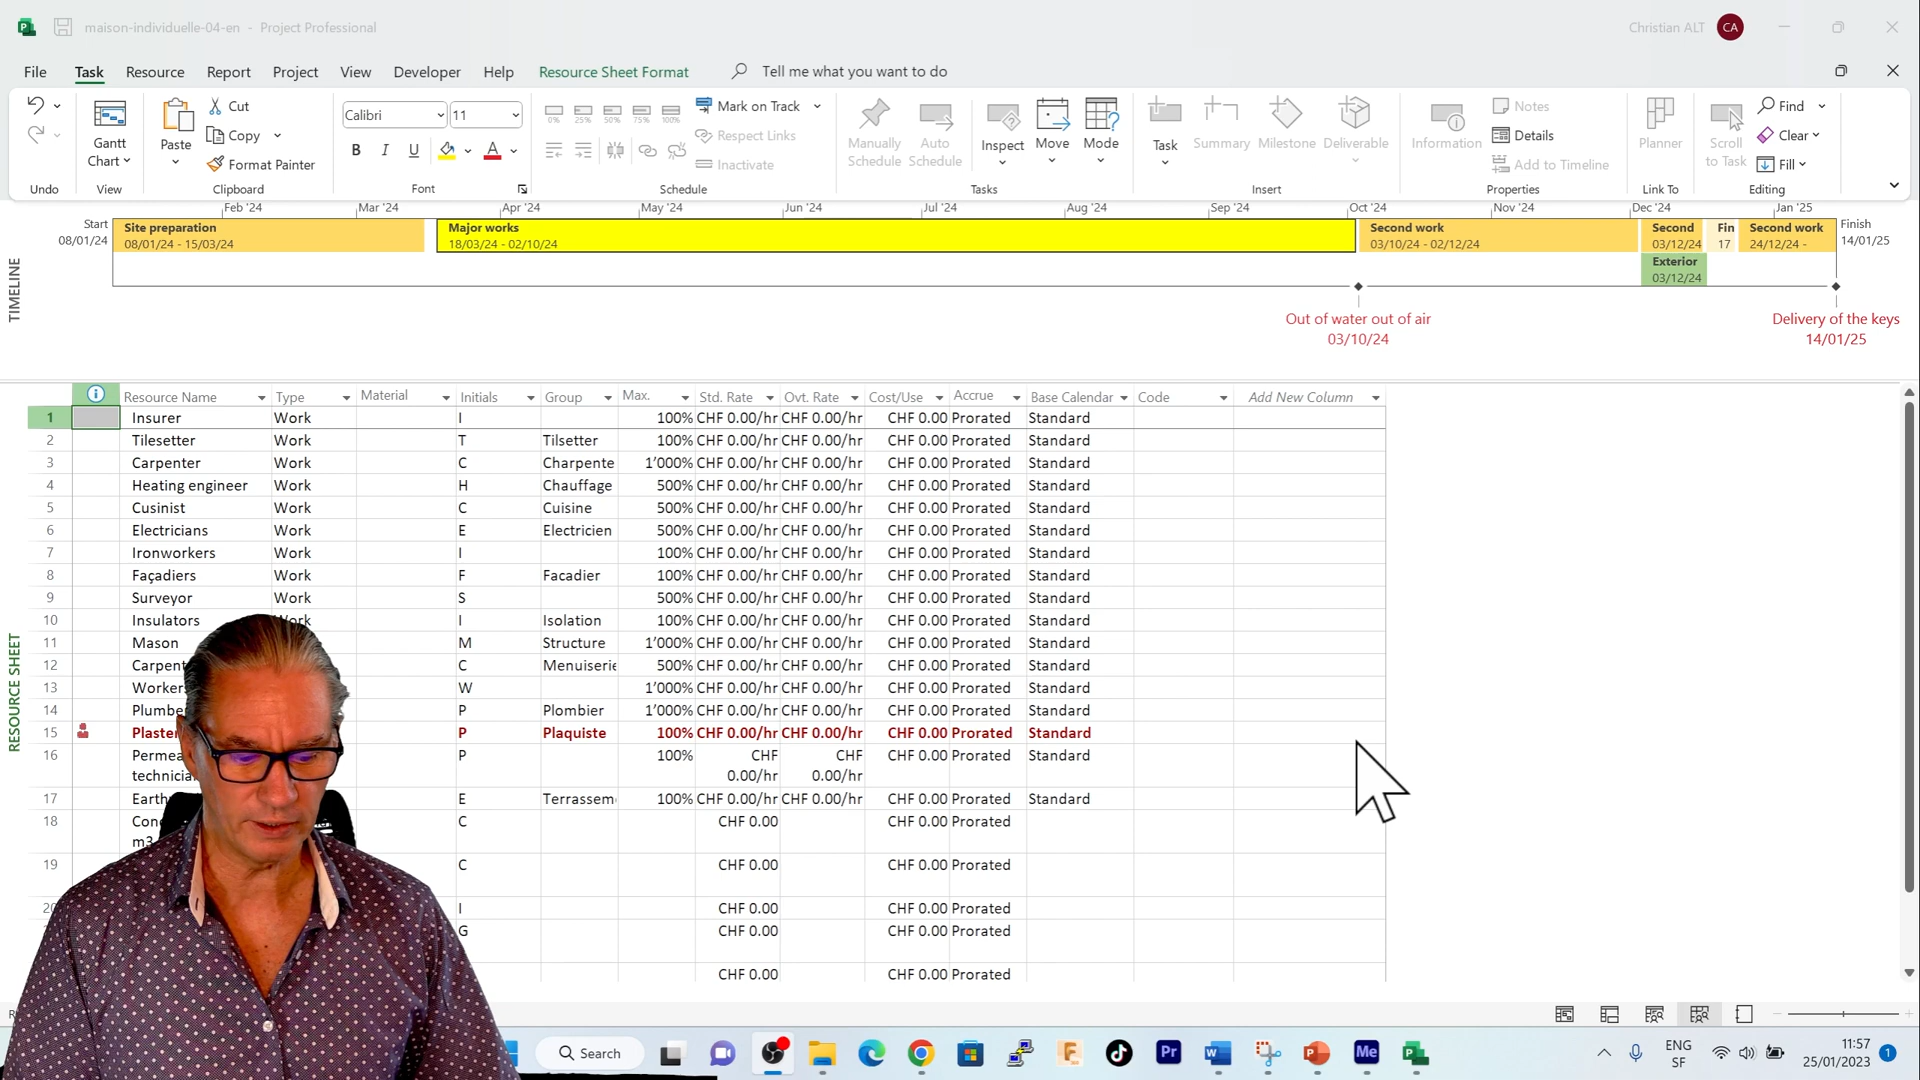 maison-individuelle-04-en - Project Professional
Christian ALT CA
File Task Resource Report Project View Developer Help Resource Sheet Format Tell me what you want to do
Gantt Chart
Paste
Cut
Copy
Format Painter
Calibri 11
B I U A
0% 25% 50% 75% 100%
Mark on Track
Respect Links
Inactivate
Manually Schedule
Auto Schedule
Inspect
Move
Mode
Task
Summary
Milestone
Deliverable
Information
Notes
Details
Add to Timeline
Planner
Scroll to Task
Find
Clear
Fill
Undo View Clipboard Font Schedule Tasks Insert Properties Link To Editing
Feb '24 Mar '24 Apr '24 May '24 Jun '24 Jul '24 Aug '24 Sep '24 Oct '24 Nov '24 Dec '24 Jan '25
TIMELINE
Start
08/01/24
Site preparation
08/01/24 - 15/03/24
Major works
18/03/24 - 02/10/24
Second work
03/10/24 - 02/12/24
Second
03/12/24
Fin
17
Second work
24/12/24 -
Finish
14/01/25
Exterior
03/12/24
Out of water out of air
03/10/24
Delivery of the keys
14/01/25
RESOURCE SHEET
Resource Name Type Material Initials Group Max. Std. Rate Ovt. Rate Cost/Use Accrue Base Calendar Code Add New Column
1 Insurer Work I 100% CHF 0.00/hr CHF 0.00/hr CHF 0.00 Prorated Standard
2 Tilesetter Work T Tilsetter 100% CHF 0.00/hr CHF 0.00/hr CHF 0.00 Prorated Standard
3 Carpenter Work C Charpente 1'000% CHF 0.00/hr CHF 0.00/hr CHF 0.00 Prorated Standard
4 Heating engineer Work H Chauffage 500% CHF 0.00/hr CHF 0.00/hr CHF 0.00 Prorated Standard
5 Cusinist Work C Cuisine 500% CHF 0.00/hr CHF 0.00/hr CHF 0.00 Prorated Standard
6 Electricians Work E Electricien 500% CHF 0.00/hr CHF 0.00/hr CHF 0.00 Prorated Standard
7 Ironworkers Work I 100% CHF 0.00/hr CHF 0.00/hr CHF 0.00 Prorated Standard
8 Façadiers Work F Facadier 100% CHF 0.00/hr CHF 0.00/hr CHF 0.00 Prorated Standard
9 Surveyor Work S 500% CHF 0.00/hr CHF 0.00/hr CHF 0.00 Prorated Standard
10 Insulators Work I Isolation 100% CHF 0.00/hr CHF 0.00/hr CHF 0.00 Prorated Standard
11 Mason M Structure 1'000% CHF 0.00/hr CHF 0.00/hr CHF 0.00 Prorated Standard
12 Carpent C Menuiserie 500% CHF 0.00/hr CHF 0.00/hr CHF 0.00 Prorated Standard
13 Worker W 1'000% CHF 0.00/hr CHF 0.00/hr CHF 0.00 Prorated Standard
14 Plumbe P Plombier 1'000% CHF 0.00/hr CHF 0.00/hr CHF 0.00 Prorated Standard
15 Plaster P Plaquiste 100% CHF 0.00/hr CHF 0.00/hr CHF 0.00 Prorated Standard
16 Permea P 100% CHF CHF CHF 0.00 Prorated Standard
technicia 0.00/hr 0.00/hr
17 Earth E Terrassem 100% CHF 0.00/hr CHF 0.00/hr CHF 0.00 Prorated Standard
18 Conc C CHF 0.00 CHF 0.00 Prorated
m3
19 C CHF 0.00 CHF 0.00 Prorated
20 I CHF 0.00 CHF 0.00 Prorated
G CHF 0.00 CHF 0.00 Prorated
CHF 0.00 CHF 0.00 Prorated
Search
Pr
Me
ENG
SF
11:57
25/01/2023
1